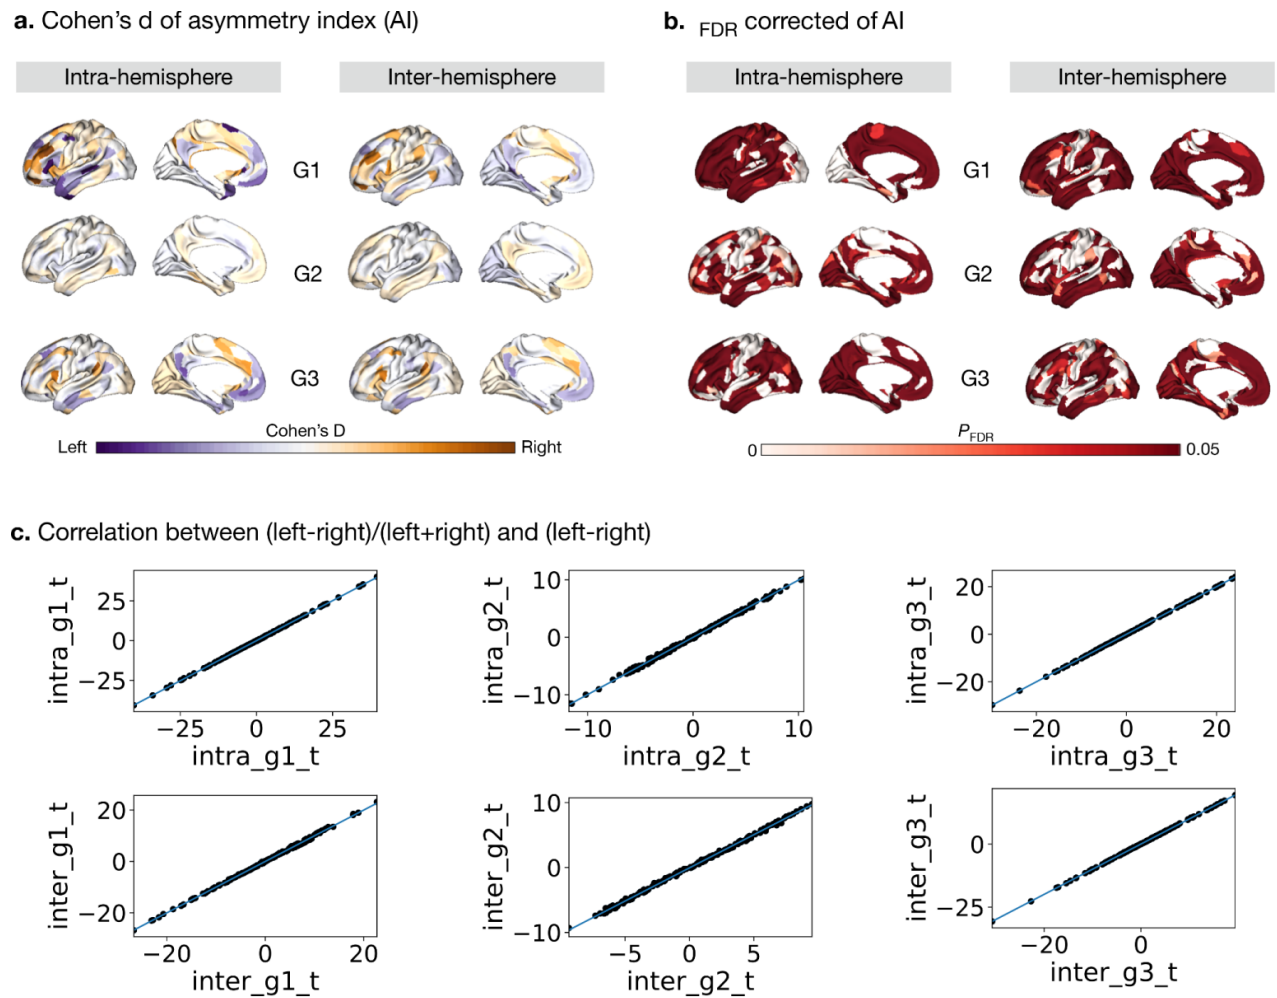 a. Cohen’s d of asymmetry index (AI)
b. FDR corrected of AI
Intra-hemisphere
Inter-hemisphere
Intra-hemisphere
Inter-hemisphere
G1
G1
G2
G2
G3
G3
Cohen’s D
Left
Right
PFDR
0
0.05
c. Correlation between (left-right)/(left+right) and (left-right)
intra_g1_t
25
0
−25
−25
0
25
intra_g1_t
intra_g2_t
10
0
−10
−10
0
10
intra_g2_t
intra_g3_t
20
0
−20
−20
0
20
intra_g3_t
inter_g1_t
20
0
−20
−20
0
20
inter_g1_t
inter_g2_t
10
0
−10
−5
0
5
inter_g2_t
inter_g3_t
0
−25
−20
0
inter_g3_t